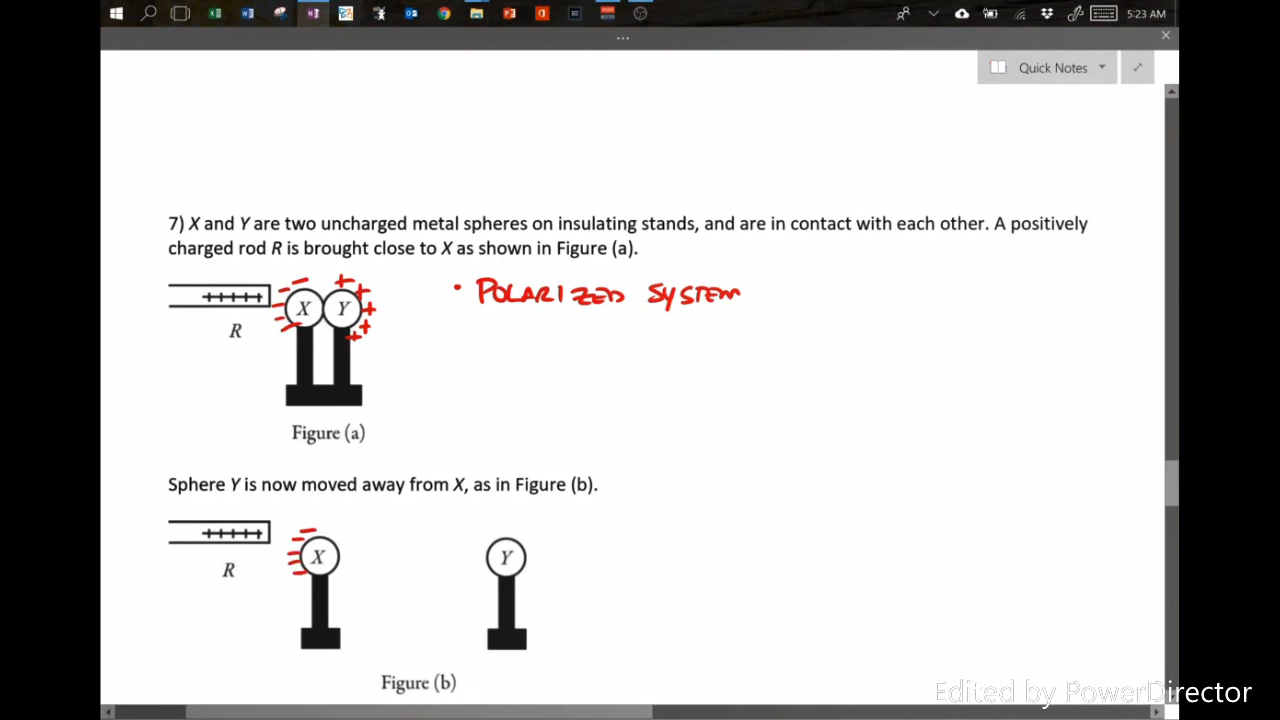 5:23 AM
...
Quick Notes
7) X and Y are two uncharged metal spheres on insulating stands, and are in contact with each other. A positively
charged rod R is brought close to X as shown in Figure (a).
• POLARIZED SYSTEM
+++++ X Y
R
Figure (a)
Sphere Y is now moved away from X, as in Figure (b).
+++++ X Y
R
Figure (b)
Edited by PowerDirector